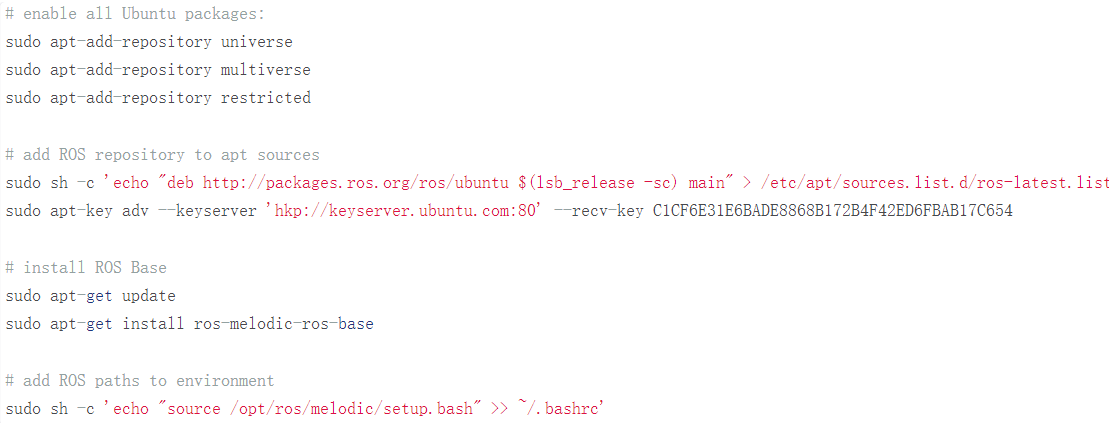 # enable all Ubuntu packages:
sudo apt-add-repository universe
sudo apt-add-repository multiverse
sudo apt-add-repository restricted
# add ROS repository to apt sources
sudo sh -c 'echo "deb http://packages.ros.org/ros/ubuntu $(lsb_release -sc) main" > /etc/apt/sources.list.d/ros-latest.list
sudo apt-key adv --keyserver 'hkp://keyserver.ubuntu.com:80' --recv-key C1CF6E31E6BADE8868B172B4F42ED6FBAB17C654
# install ROS Base
sudo apt-get update
sudo apt-get install ros-melodic-ros-base
# add ROS paths to environment
sudo sh -c 'echo "source /opt/ros/melodic/setup.bash" >> ~/.bashrc'